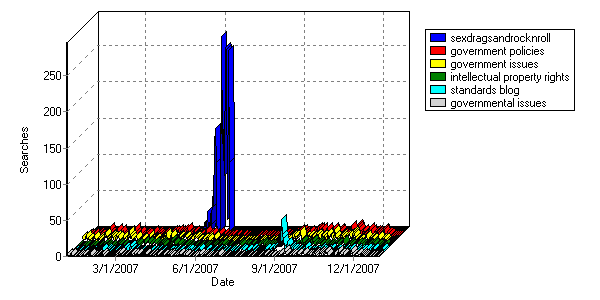 sexdragsandrocknroll
government policies
government issues
intellectual property rights
standards blog
governmental issues
Searches
250
200
150
100
50
0
3/1/2007 6/1/2007 9/1/2007 12/1/2007
Date